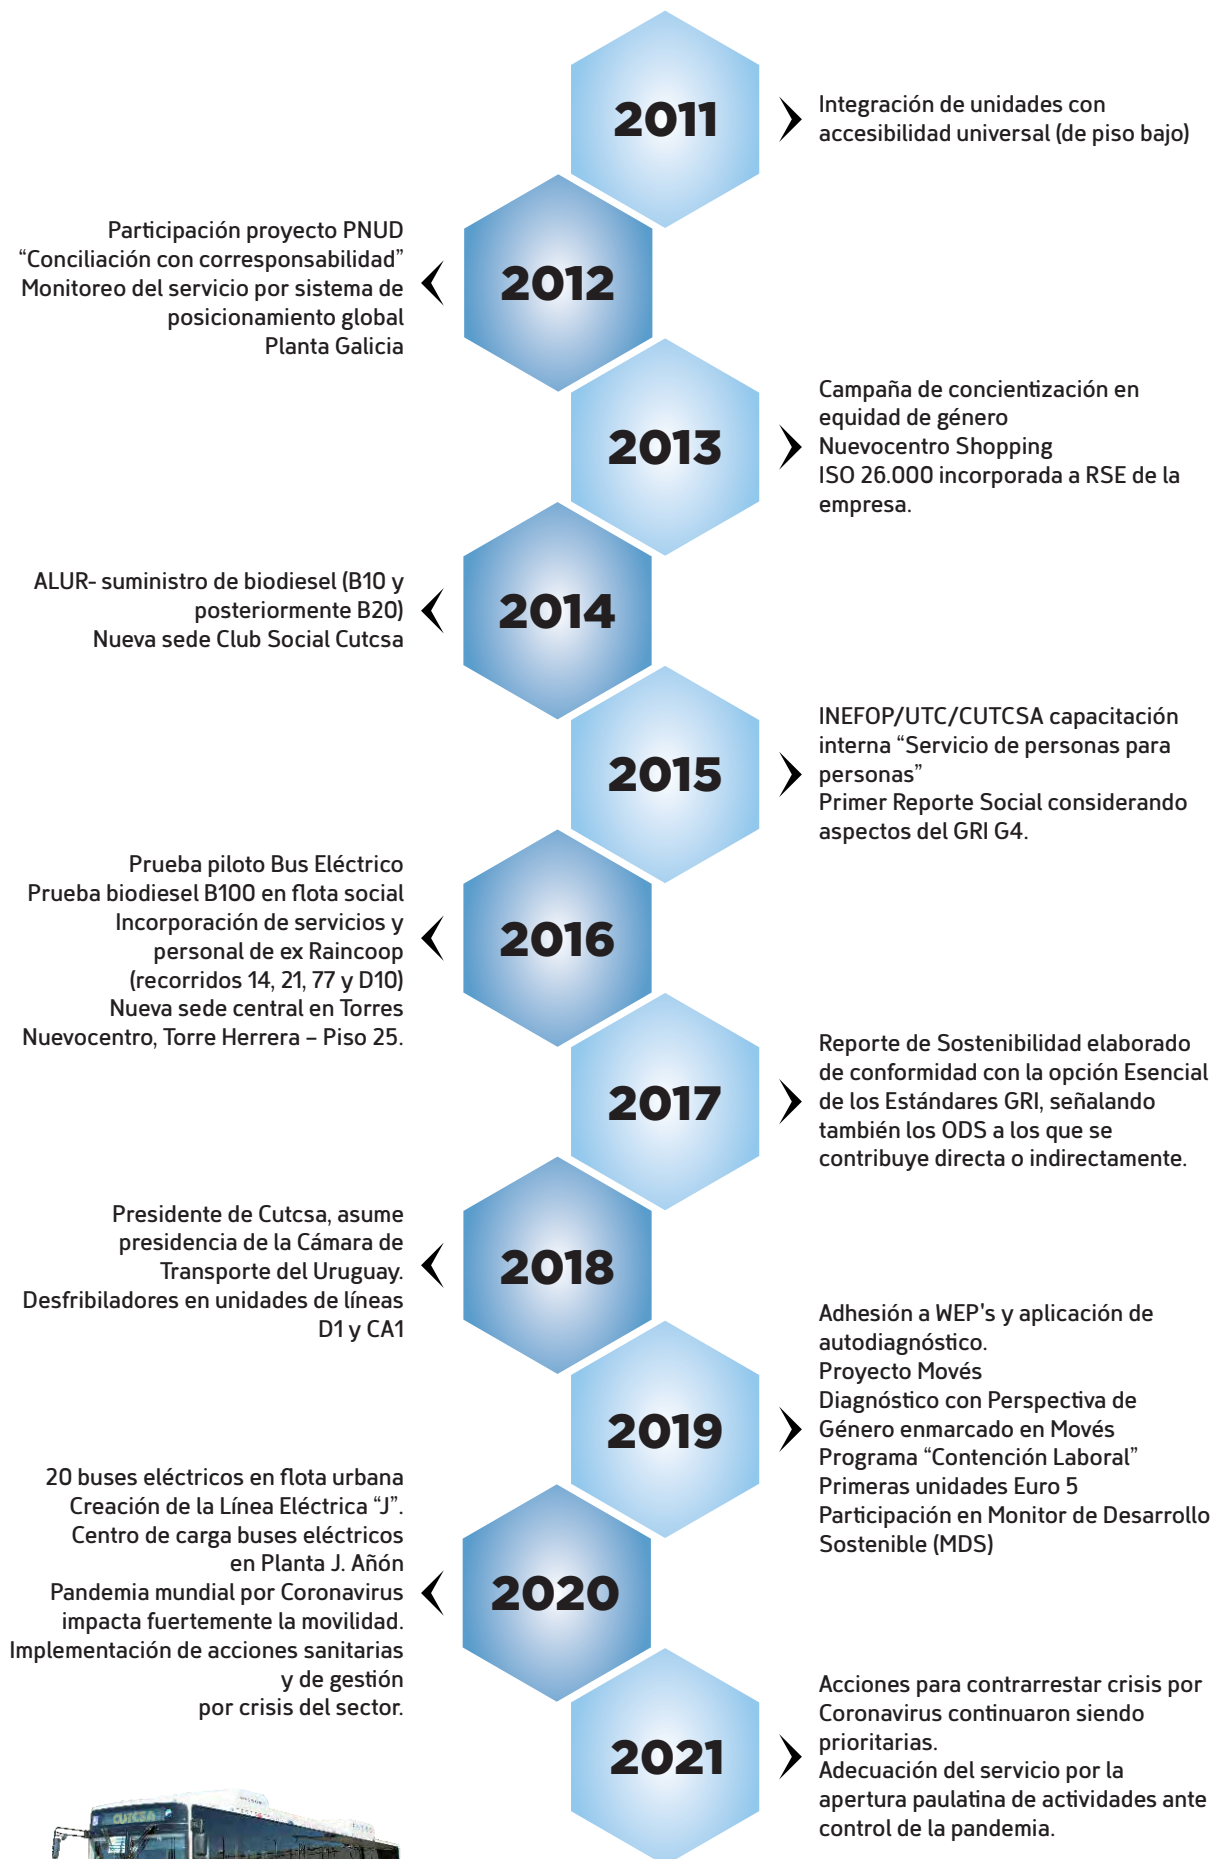 2011
Integración de unidades con
accesibilidad universal (de piso bajo)
Participación proyecto PNUD
“Conciliación con corresponsabilidad”
Monitoreo del servicio por sistema de
posicionamiento global
Planta Galicia
2012
2013
Campaña de concientización en
equidad de género
Nuevocentro Shopping
ISO 26.000 incorporada a RSE de la
empresa.
ALUR- suministro de biodiesel (B10 y
posteriormente B20)
Nueva sede Club Social Cutcsa
2014
2015
INEFOP/UTC/CUTCSA capacitación
interna “Servicio de personas para
personas”
Primer Reporte Social considerando
aspectos del GRI G4.
Prueba piloto Bus Eléctrico
Prueba biodiesel B100 en flota social
Incorporación de servicios y
personal de ex Raincoop
(recorridos 14, 21, 77 y D10)
Nueva sede central en Torres
Nuevocentro, Torre Herrera – Piso 25.
2016
2017
Reporte de Sostenibilidad elaborado
de conformidad con la opción Esencial
de los Estándares GRI, señalando
también los ODS a los que se
contribuye directa o indirectamente.
Presidente de Cutcsa, asume
presidencia de la Cámara de
Transporte del Uruguay.
Desfribiladores en unidades de líneas
D1 y CA1
2018
2019
Adhesión a WEP's y aplicación de
autodiagnóstico.
Proyecto Movés
Diagnóstico con Perspectiva de
Género enmarcado en Movés
Programa “Contención Laboral”
Primeras unidades Euro 5
Participación en Monitor de Desarrollo
Sostenible (MDS)
20 buses eléctricos en flota urbana
Creación de la Línea Eléctrica “J”.
Centro de carga buses eléctricos
en Planta J. Añón
Pandemia mundial por Coronavirus
impacta fuertemente la movilidad.
Implementación de acciones sanitarias
y de gestión
por crisis del sector.
2020
2021
Acciones para contrarrestar crisis por
Coronavirus continuaron siendo
prioritarias.
Adecuación del servicio por la
apertura paulatina de actividades ante
control de la pandemia.
CUTCSA